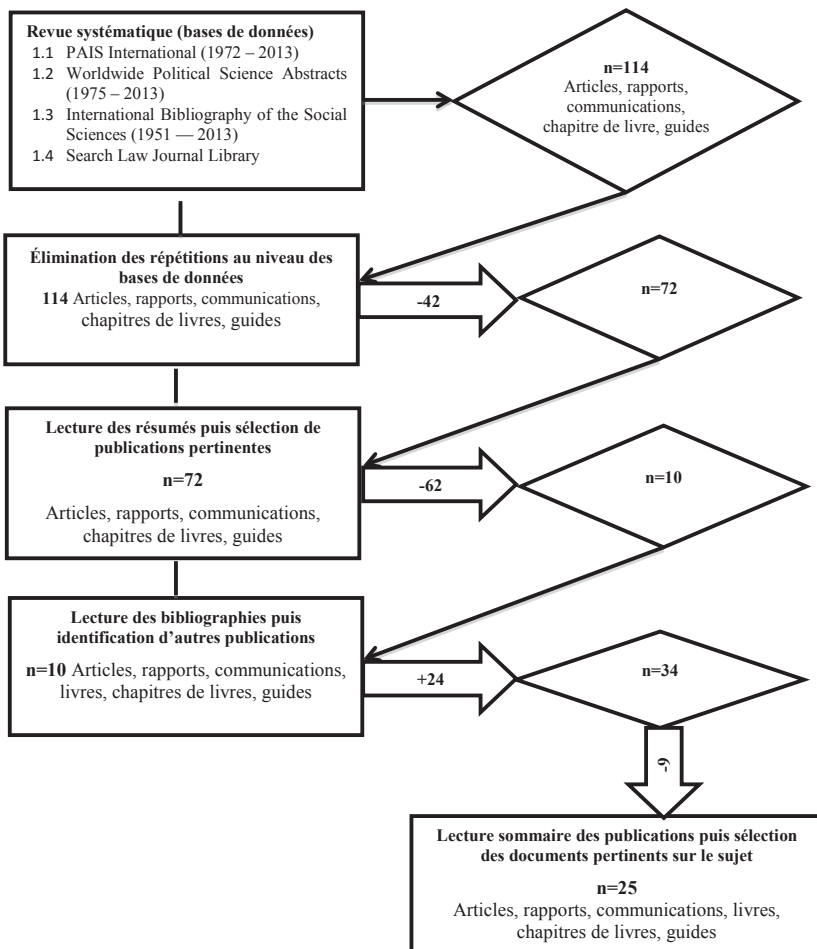 Revue systématique (bases de données)
1.1 PAIS International (1972 – 2013)
1.2 Worldwide Political Science Abstracts
(1975 – 2013)
1.3 International Bibliography of the Social
Sciences (1951 — 2013)
1.4 Search Law Journal Library
n=114
Articles, rapports,
communications,
chapitre de livre, guides
Élimination des répétitions au niveau des
bases de données
114 Articles, rapports, communications,
chapitres de livres, guides
-42
n=72
Lecture des résumés puis sélection de
publications pertinentes
n=72
Articles, rapports, communications,
chapitres de livres, guides
-62
n=10
Lecture des bibliographies puis
identification d'autres publications
n=10 Articles, rapports, communications,
livres, chapitres de livres, guides
+24
n=34
-9
Lecture sommaire des publications puis sélection
des documents pertinents sur le sujet
n=25
Articles, rapports, communications, livres,
chapitres de livres, guides